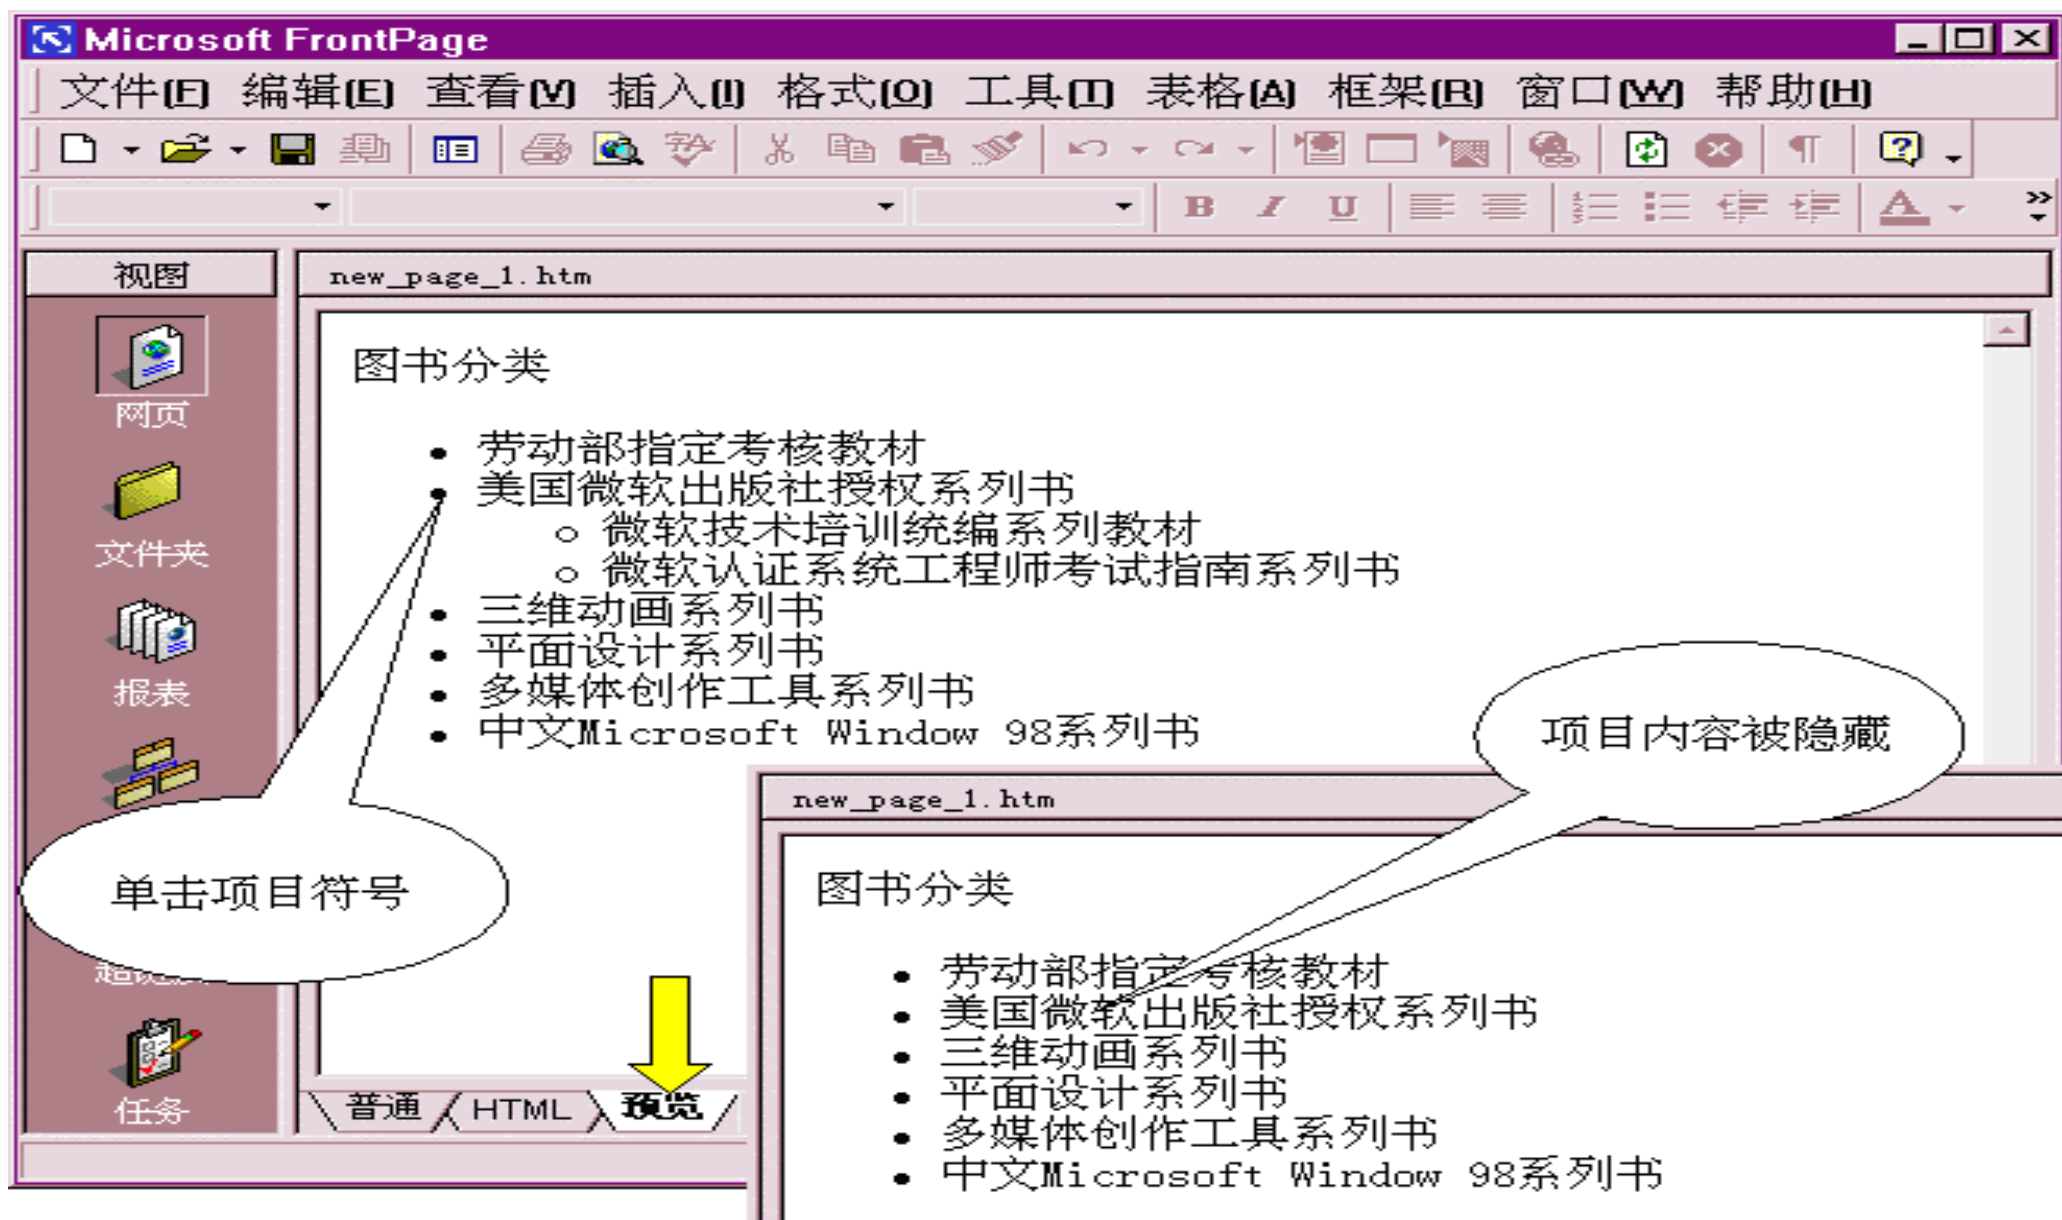 Microsoft FrontPage
文件(F) 编辑(E) 查看(V) 插入(I) 格式(O) 工具(T) 表格(A) 框架(R) 窗口(W) 帮助(H)
B I U A
视图
new_page_1.htm
网页
文件夹
报表
任务
图书分类
劳动部指定考核教材
美国微软出版社授权系列书
微软技术培训统编系列教材
微软认证系统工程师考试指南系列书
三维动画系列书
平面设计系列书
多媒体创作工具系列书
中文Microsoft Window 98系列书
单击项目符号
项目内容被隐藏
普通 HTML 预览
new_page_1.htm
图书分类
劳动部指定考核教材
美国微软出版社授权系列书
三维动画系列书
平面设计系列书
多媒体创作工具系列书
中文Microsoft Window 98系列书